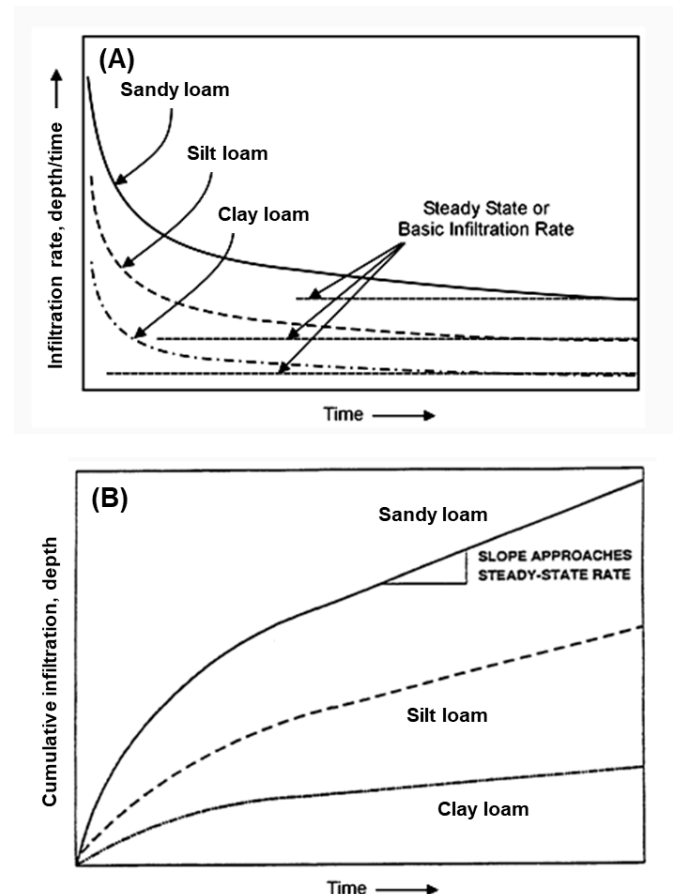 (A)
Sandy loam
Silt loam
Clay loam
Steady State or
Basic Infiltration Rate
Infiltration rate, depth/time
Time
(B)
Sandy loam
SLOPE APPROACHES
STEADY-STATE RATE
Silt loam
Clay loam
Cumulative infiltration, depth
Time